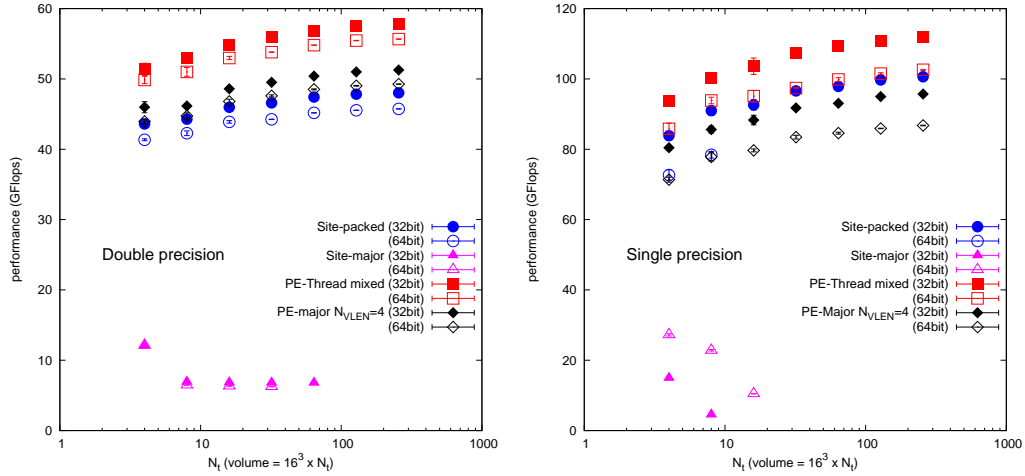 60
50
40
30
20
10
0
performance (GFlops)
Double precision
Site-packed (32bit)
(64bit)
Site-major (32bit)
(64bit)
PE-Thread mixed (32bit)
(64bit)
PE-major N_VLEN=4 (32bit)
(64bit)
1 10 100 1000
N_t (volume = 16^3 x N_t)
120
100
80
60
40
20
0
performance (GFlops)
Single precision
Site-packed (32bit)
(64bit)
Site-major (32bit)
(64bit)
PE-Thread mixed (32bit)
(64bit)
PE-Major N_VLEN=4 (32bit)
(64bit)
1 10 100 1000
N_t (volume = 16^3 x N_t)